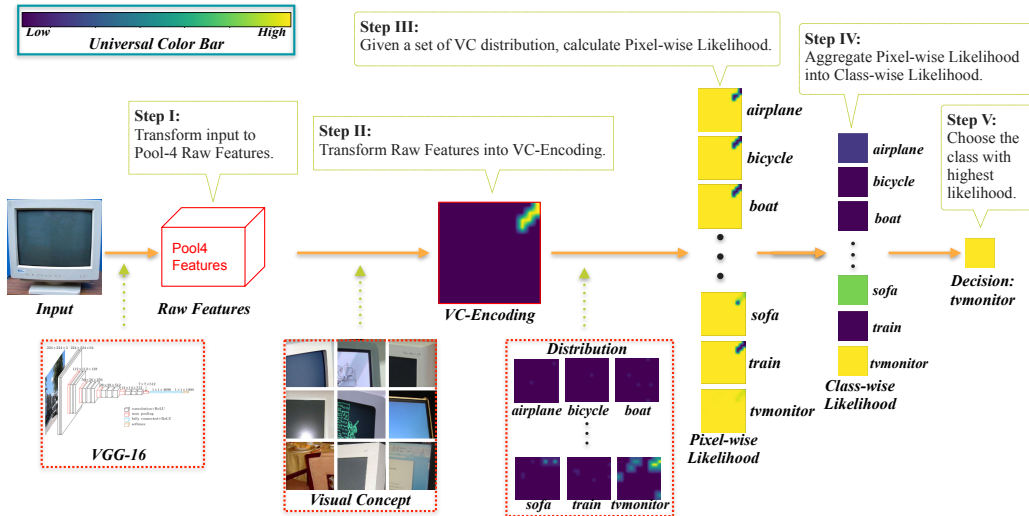 Low
High
Universal Color Bar
Step I:
Transform input to
Pool-4 Raw Features.
Step II:
Transform Raw Features into VC-Encoding.
Step III:
Given a set of VC distribution, calculate Pixel-wise Likelihood.
Step IV:
Aggregate Pixel-wise Likelihood
into Class-wise Likelihood.
Step V:
Choose the
class with
highest
likelihood.
Input
Pool4
Features
Raw Features
VC-Encoding
airplane
bicycle
boat
sofa
train
tvmonitor
Pixel-wise
Likelihood
airplane
bicycle
boat
sofa
train
tvmonitor
Class-wise
Likelihood
Decision:
tvmonitor
VGG-16
Visual Concept
Distribution
airplane
bicycle
boat
sofa
train
tvmonitor